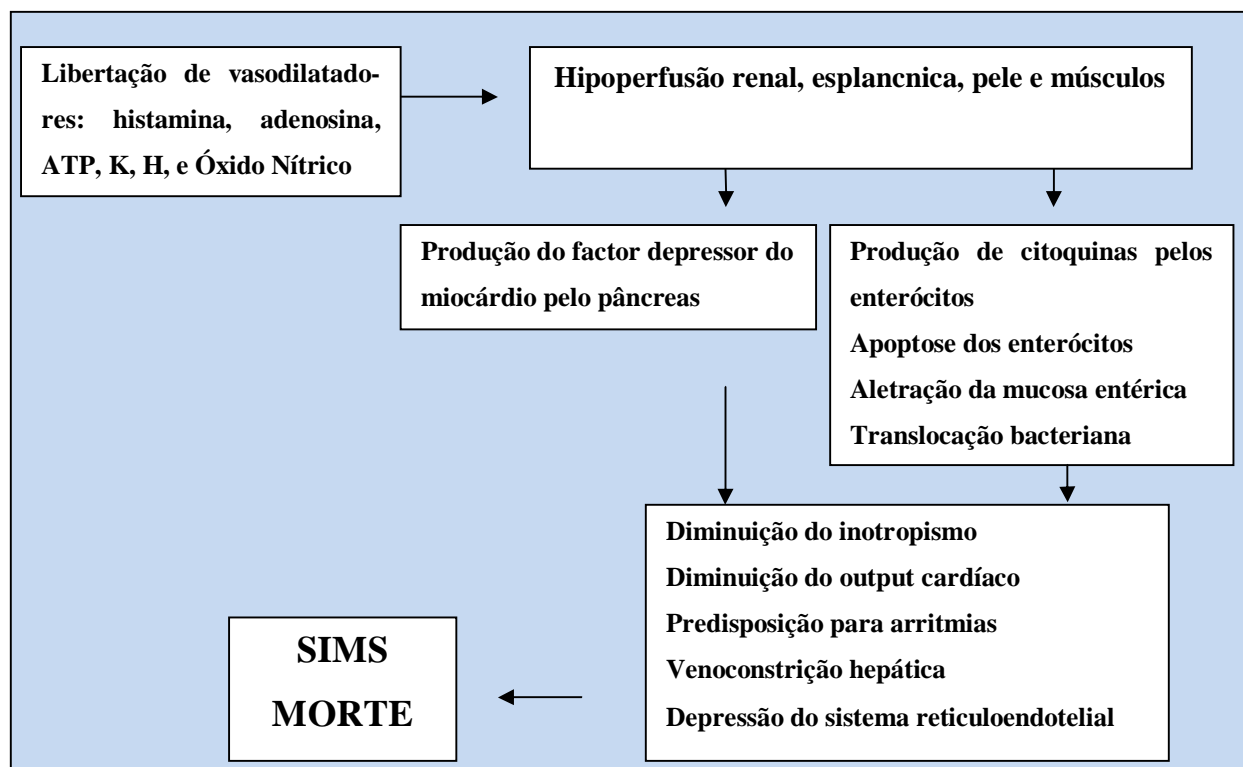 Libertação de vasodilatado-
res: histamina, adenosina,
ATP, K, H, e Óxido Nítrico
Hipoperfusão renal, esplancnica, pele e músculos
Produção do factor depressor do
miocárdio pelo pâncreas
Produção de citoquinas pelos
enterócitos
Apoptose dos enterócitos
Aletração da mucosa entérica
Translocação bacteriana
Diminuição do inotropismo
Diminuição do output cardíaco
Predisposição para arritmias
Venoconstrição hepática
Depressão do sistema reticuloendotelial
SIMS
MORTE